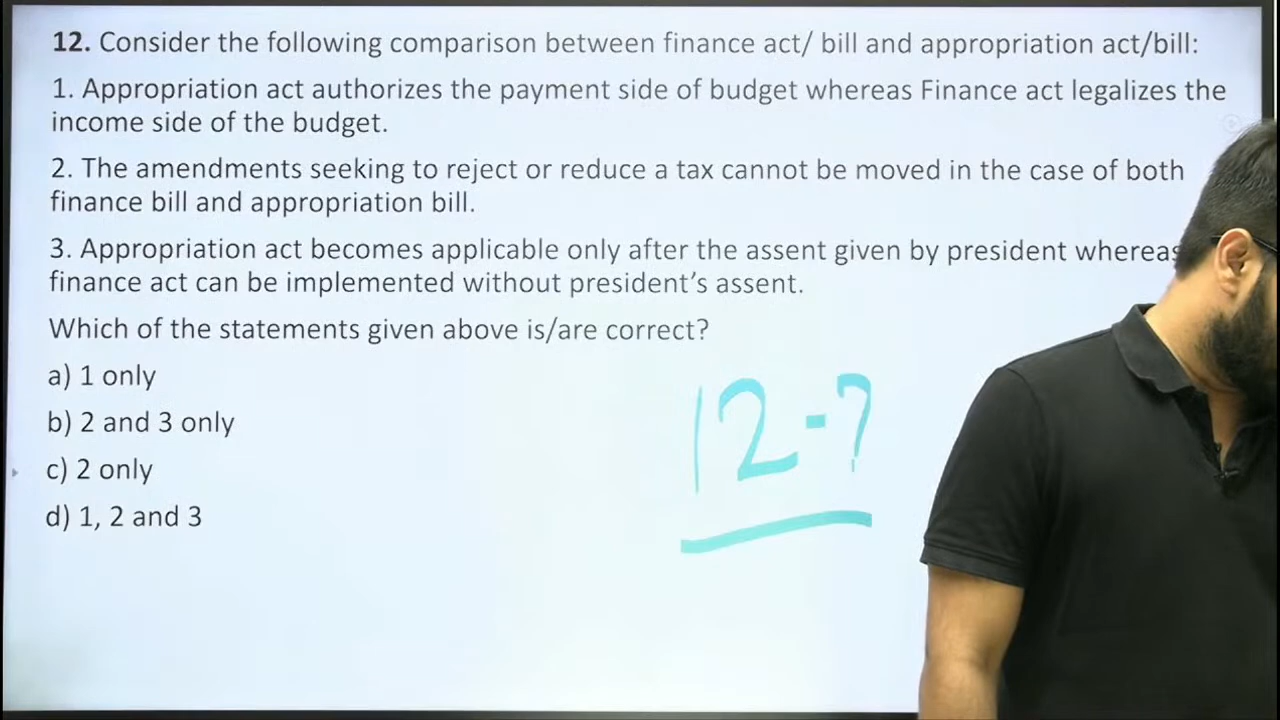 12. Consider the following comparison between finance act/ bill and appropriation act/bill:
1. Appropriation act authorizes the payment side of budget whereas Finance act legalizes the
income side of the budget.
2. The amendments seeking to reject or reduce a tax cannot be moved in the case of both
finance bill and appropriation bill.
3. Appropriation act becomes applicable only after the assent given by president whereas
finance act can be implemented without president's assent.
Which of the statements given above is/are correct?
a) 1 only
b) 2 and 3 only
c) 2 only
d) 1, 2 and 3
12-?